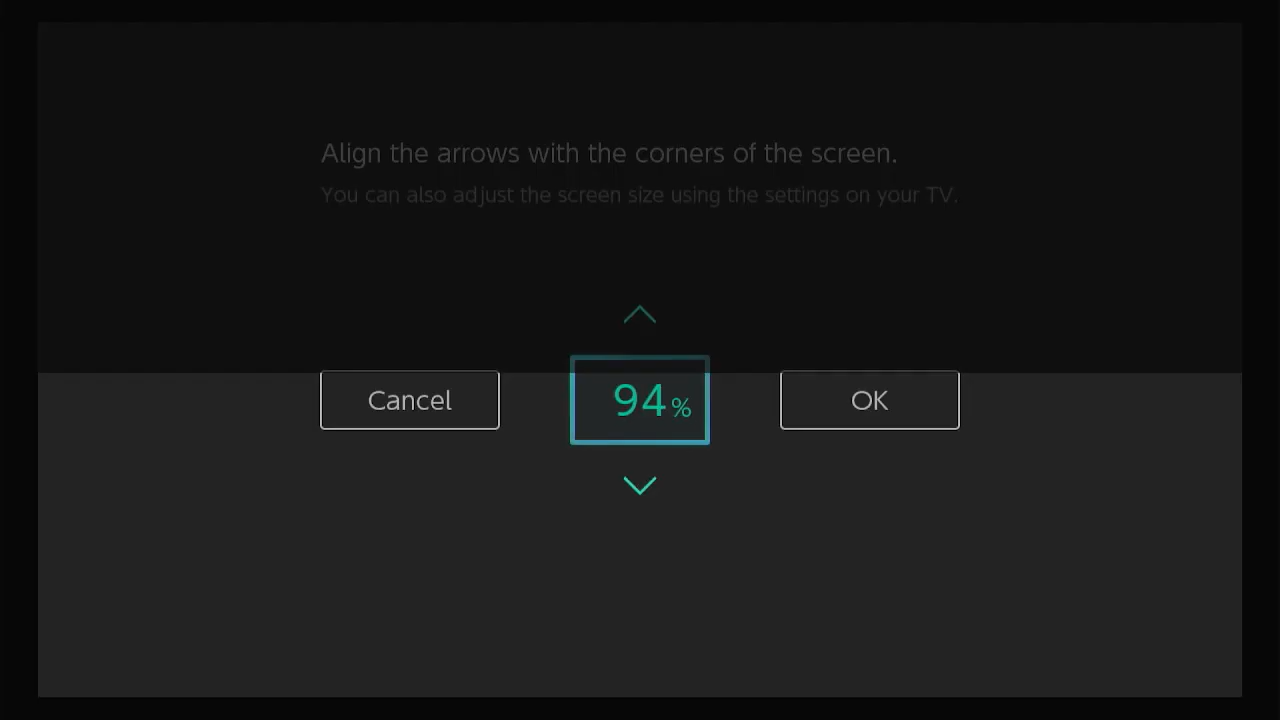 Align the arrows with the corners of the screen.
You can also adjust the screen size using the settings on your TV.
Cancel
94%
OK